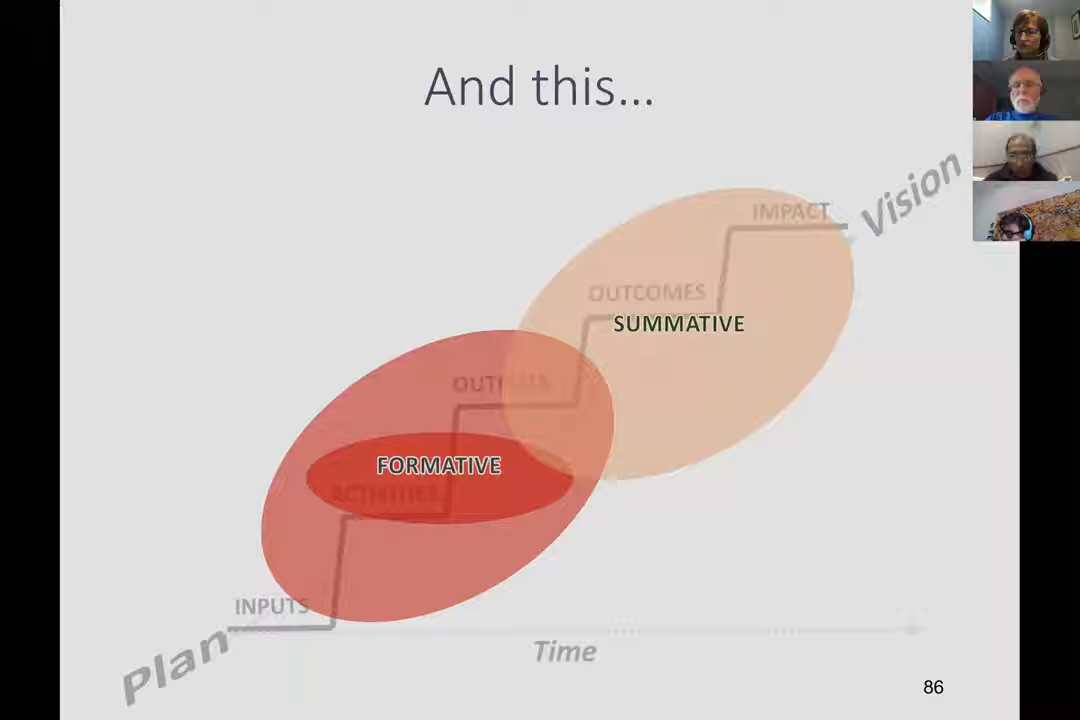 And this...
IMPACT
Vision
OUTCOMES
SUMMATIVE
OUTPUTS
FORMATIVE
ACTIVITIES
INPUTS
Plan
Time
86